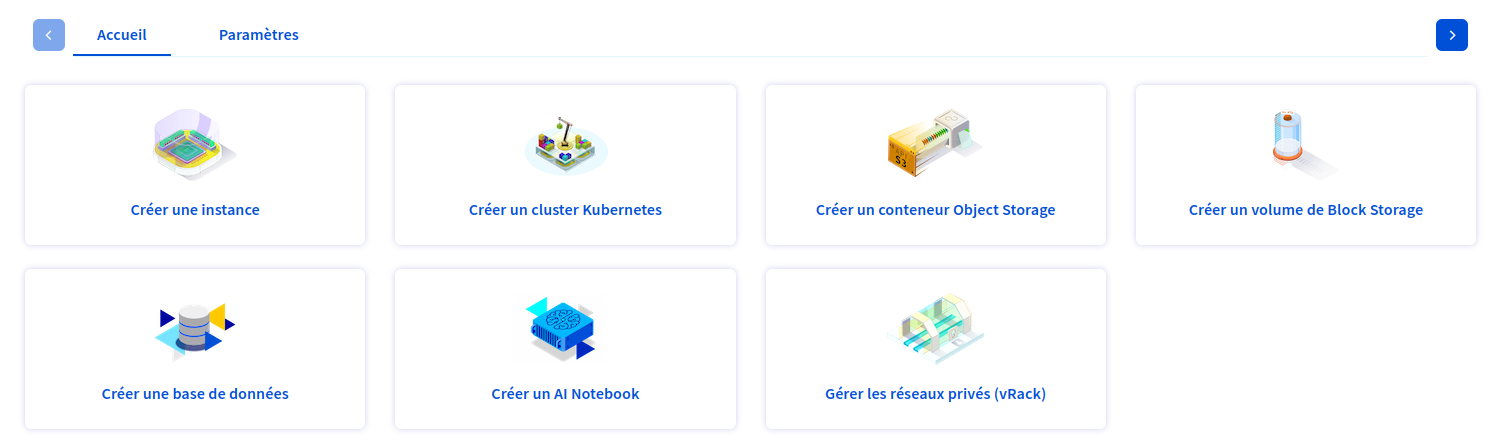 Accueil
Paramètres
S3
Créer une instance
Créer un cluster Kubernetes
Créer un conteneur Object Storage
Créer un volume de Block Storage
Créer une base de données
Créer un AI Notebook
Gérer les réseaux privés (vRack)